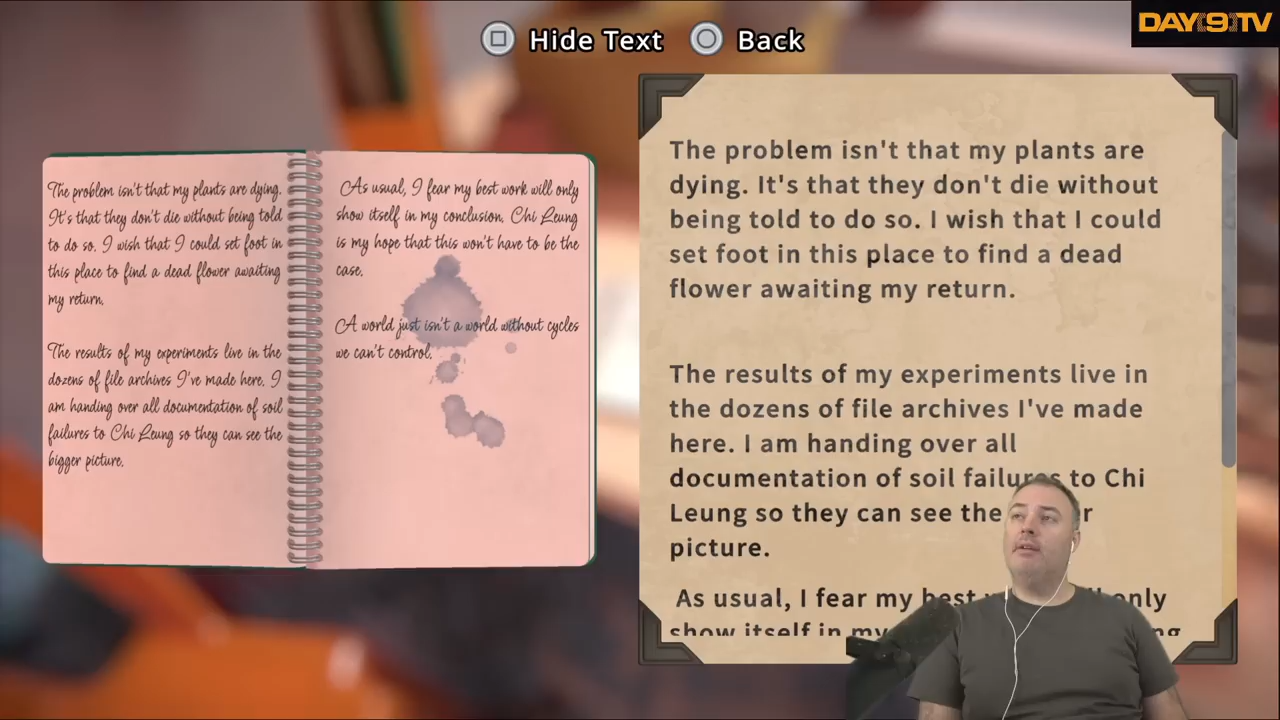 DAY[9]TV
Hide Text
Back
The problem isn't that my plants are dying.
It's that they don't die without being told
to do so. I wish that I could set foot in
this place to find a dead flower awaiting
my return.
The results of my experiments live in the
dozens of file archives I've made here. I
am handing over all documentation of soil
failures to Chi Leung so they can see the
bigger picture.
As usual, I fear my best work will only
show itself in my conclusion. Chi Leung
is my hope that this won't have to be the
case.
A world just isn't a world without cycles
we can't control.
The problem isn't that my plants are
dying. It's that they don't die without
being told to do so. I wish that I could
set foot in this place to find a dead
flower awaiting my return.
The results of my experiments live in
the dozens of file archives I've made
here. I am handing over all
documentation of soil failures to Chi
Leung so they can see the
picture.
As usual, I fear my best only
show itself in my